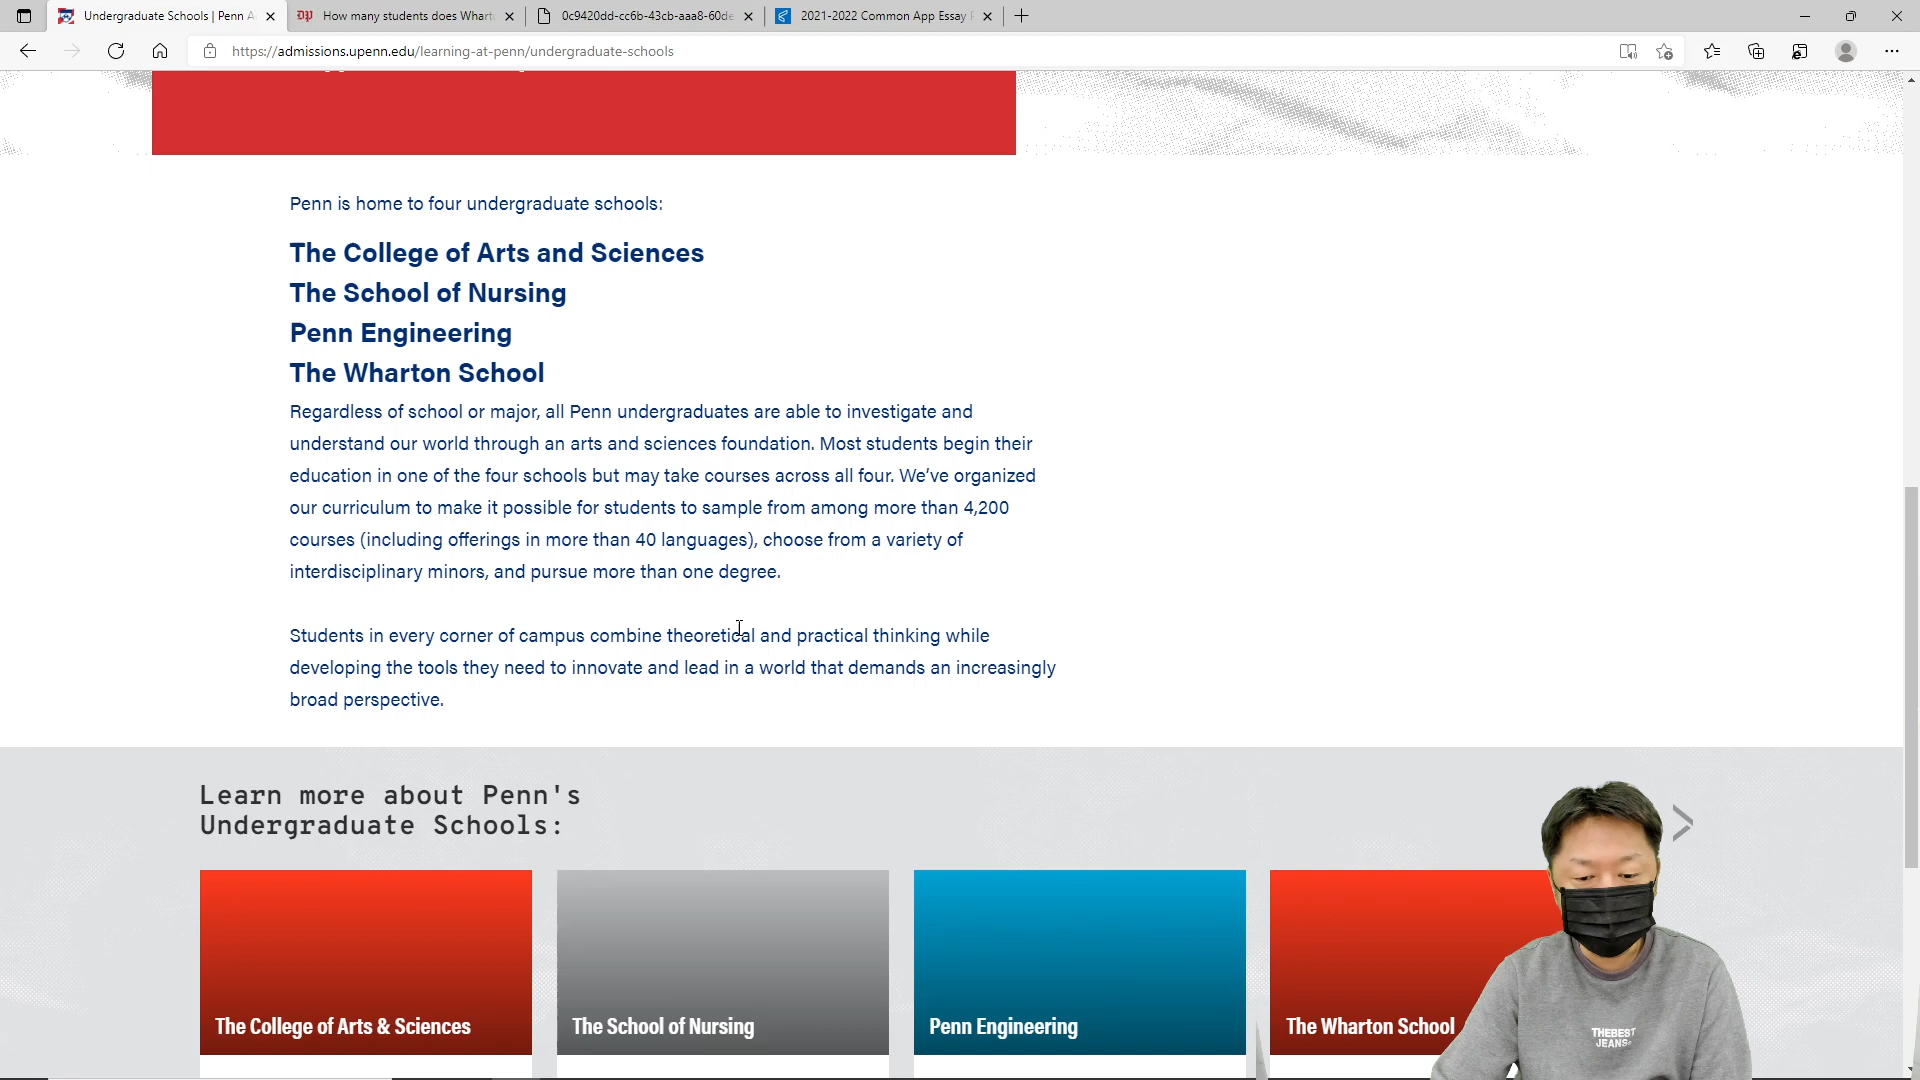 Undergraduate Schools | Penn A
How many students does Whart
0c9420dd-cc6b-43cb-aaa8-60de
2021-2022 Common App Essay
https://admissions.upenn.edu/learning-at-penn/undergraduate-schools
Penn is home to four undergraduate schools:
The College of Arts and Sciences
The School of Nursing
Penn Engineering
The Wharton School
Regardless of school or major, all Penn undergraduates are able to investigate and
understand our world through an arts and sciences foundation. Most students begin their
education in one of the four schools but may take courses across all four. We've organized
our curriculum to make it possible for students to sample from among more than 4,200
courses (including offerings in more than 40 languages), choose from a variety of
interdisciplinary minors, and pursue more than one degree.
Students in every corner of campus combine theoretical and practical thinking while
developing the tools they need to innovate and lead in a world that demands an increasingly
broad perspective.
Learn more about Penn's
Undergraduate Schools:
The College of Arts & Sciences
The School of Nursing
Penn Engineering
The Wharton School
THEBEST
JEANS